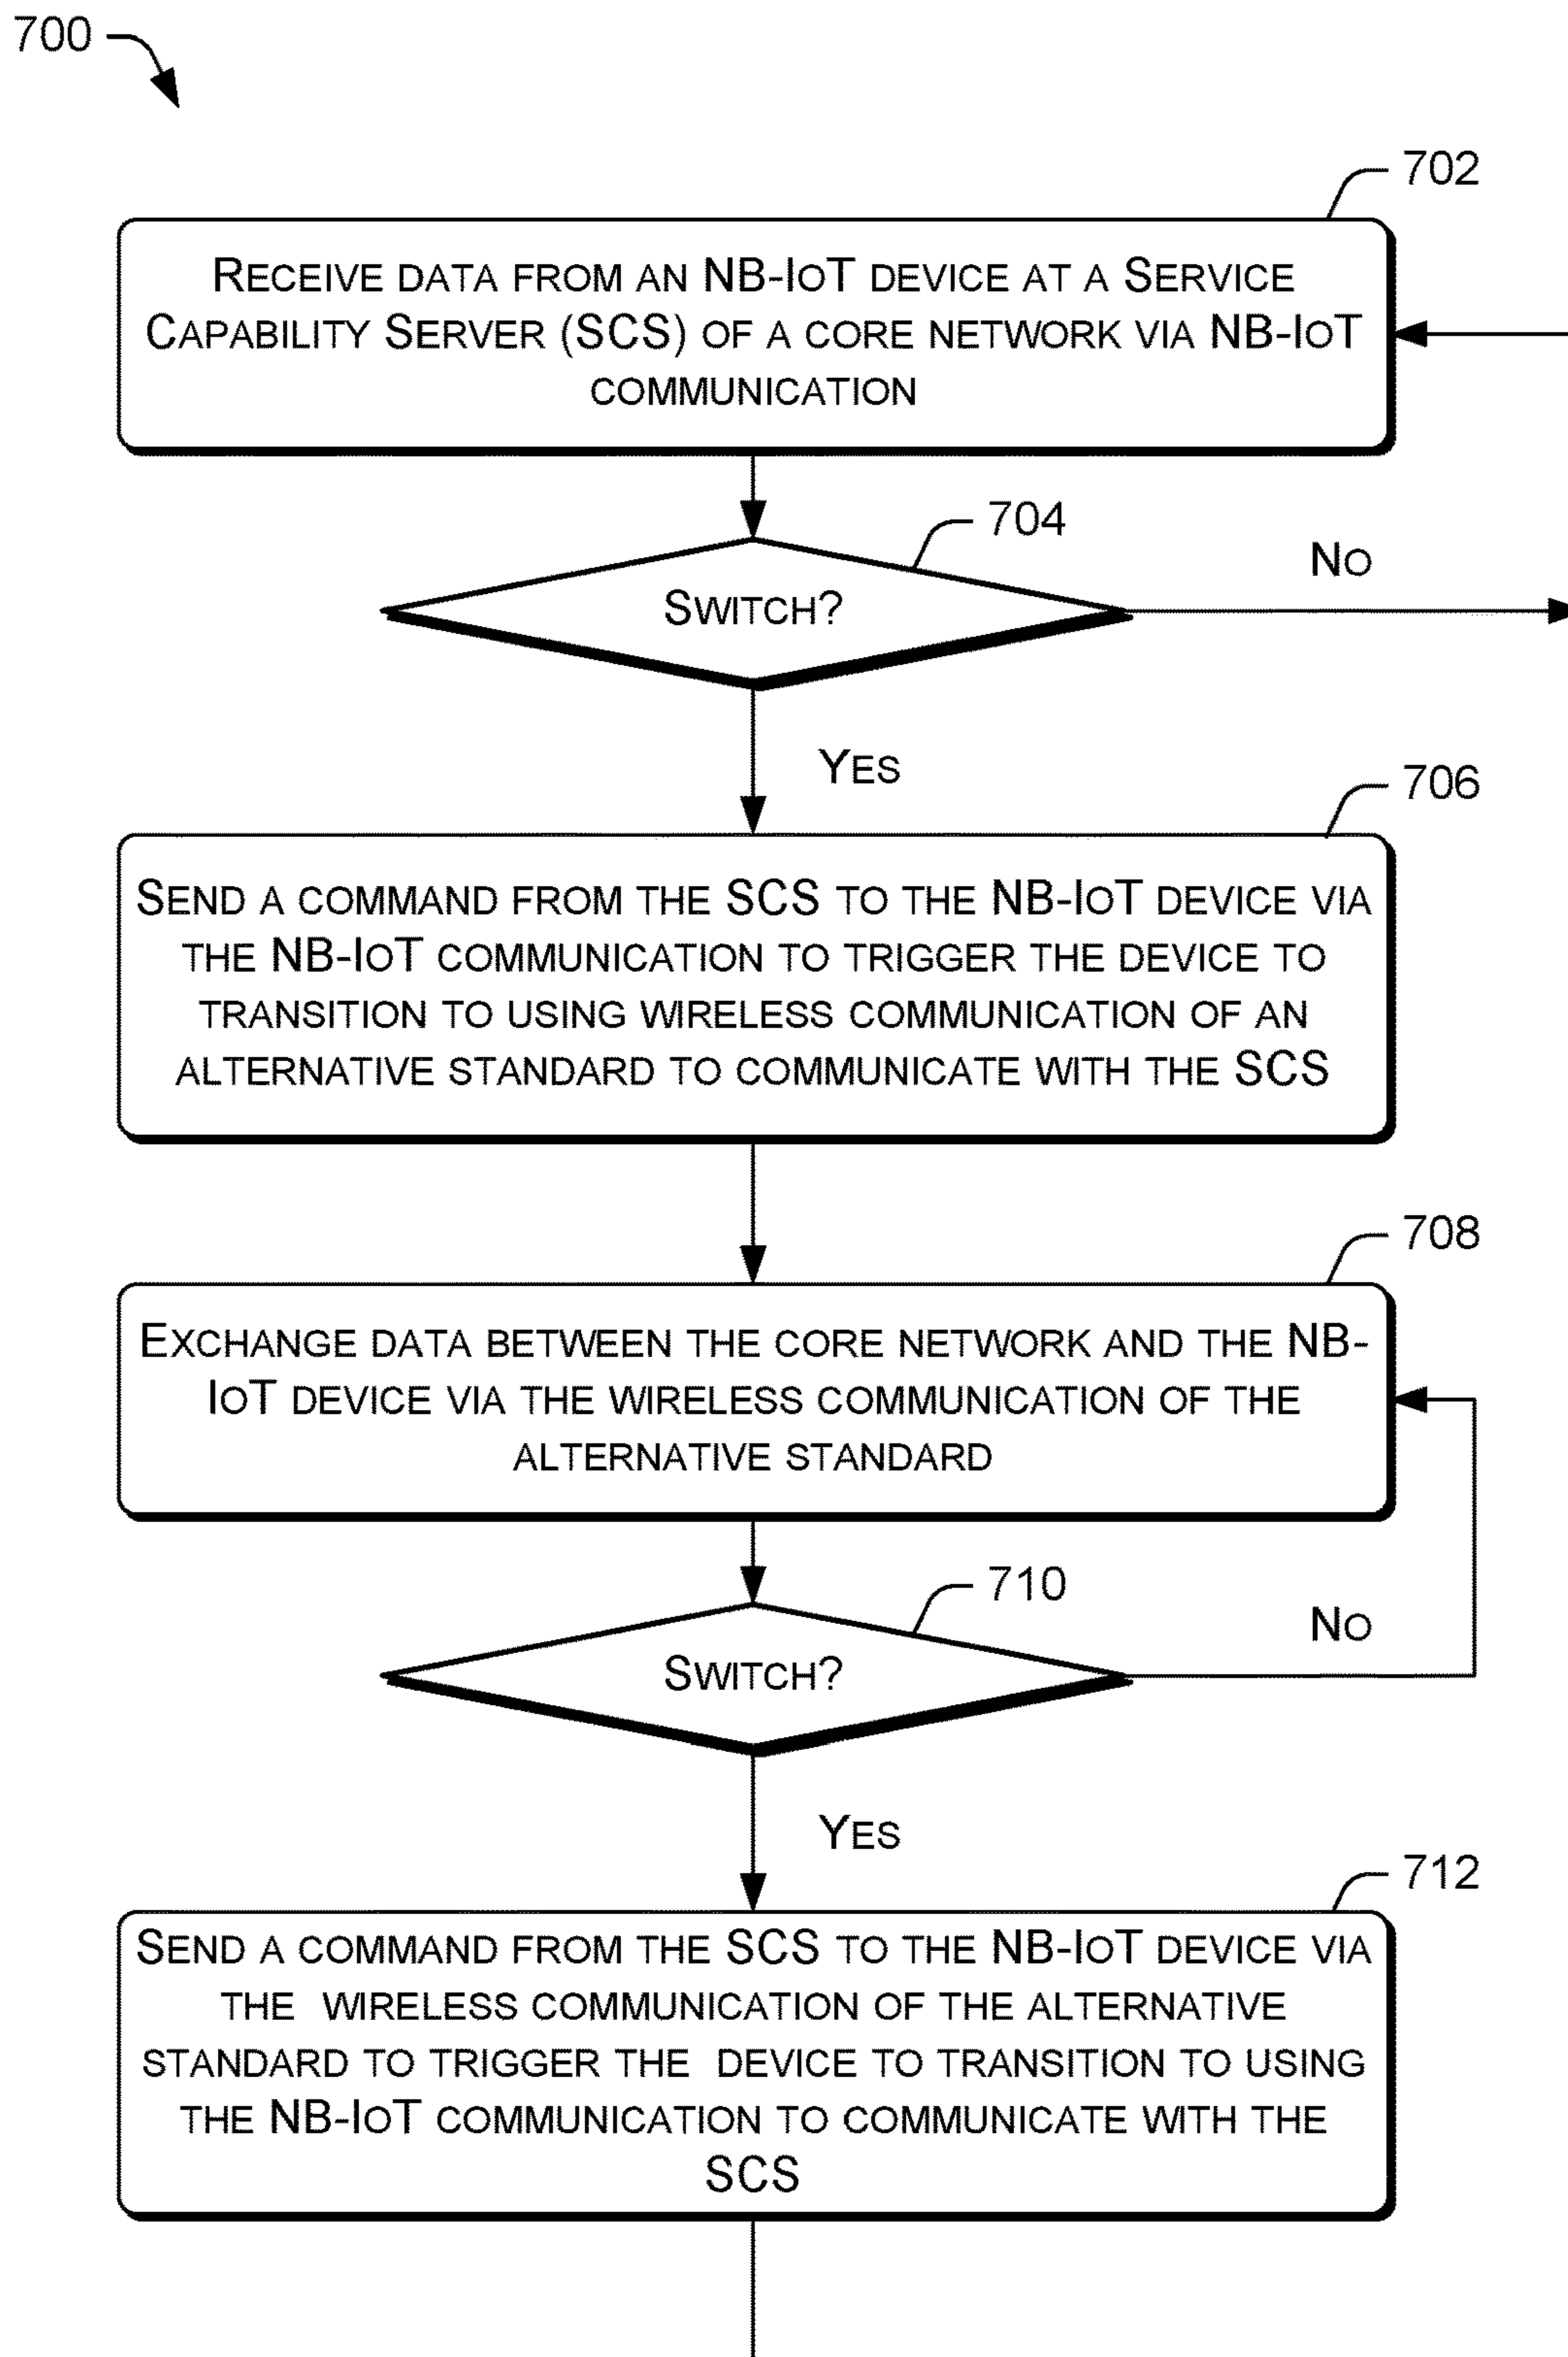 700
702
RECEIVE DATA FROM AN NB-IOT DEVICE AT A SERVICE
CAPABILITY SERVER (SCS) OF A CORE NETWORK VIA NB-IOT
COMMUNICATION
704
NO
SWITCH?
YES
706
SEND A COMMAND FROM THE SCS TO THE NB-IOT DEVICE VIA
THE NB-IOT COMMUNICATION TO TRIGGER THE DEVICE TO
TRANSITION TO USING WIRELESS COMMUNICATION OF AN
ALTERNATIVE STANDARD TO COMMUNICATE WITH THE SCS
708
EXCHANGE DATA BETWEEN THE CORE NETWORK AND THE NB-
IOT DEVICE VIA THE WIRELESS COMMUNICATION OF THE
ALTERNATIVE STANDARD
710
NO
SWITCH?
YES
712
SEND A COMMAND FROM THE SCS TO THE NB-IOT DEVICE VIA
THE WIRELESS COMMUNICATION OF THE ALTERNATIVE
STANDARD TO TRIGGER THE DEVICE TO TRANSITION TO USING
THE NB-IOT COMMUNICATION TO COMMUNICATE WITH THE
SCS